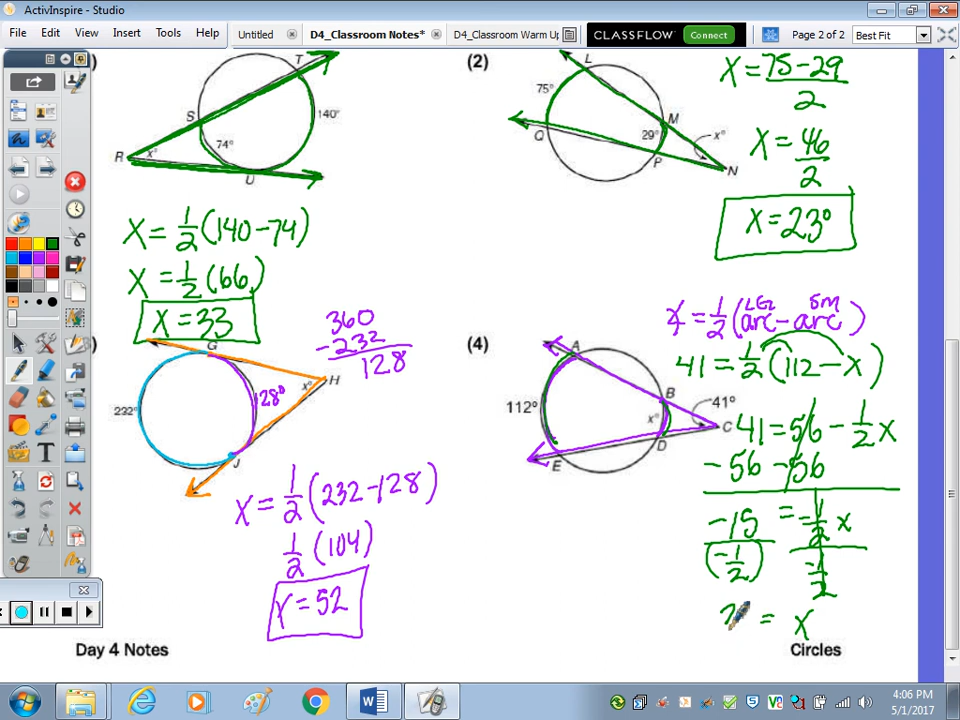 ActivInspire - Studio
File Edit View Insert Tools Help Untitled D4_Classroom Notes* D4_Classroom Warm Up CLASSFLOW Connect Page 2 of 2 Best Fit
)
T
S
140°
74°
R
x°
U
X = 1/2 (140 - 74)
X = 1/2 (66)
X = 33
(2)
L
75°
M
Q
29°
x°
P
N
X = 75 - 29 / 2
X = 46 / 2
X = 23°
)
G
360
- 232
128
H
x°
128°
232°
J
X = 1/2 (232 - 128)
1/2 (104)
X = 52
(4)
A
112°
B
41°
x°
C
D
E
∡ = 1/2 (LG arc - SM arc)
41 = 1/2 (112 - X)
41 = 56 - 1/2 X
- 56 - 56
-15 = -1/2 x
(-1/2) -1/2
= X
Day 4 Notes Circles
4:06 PM
5/1/2017